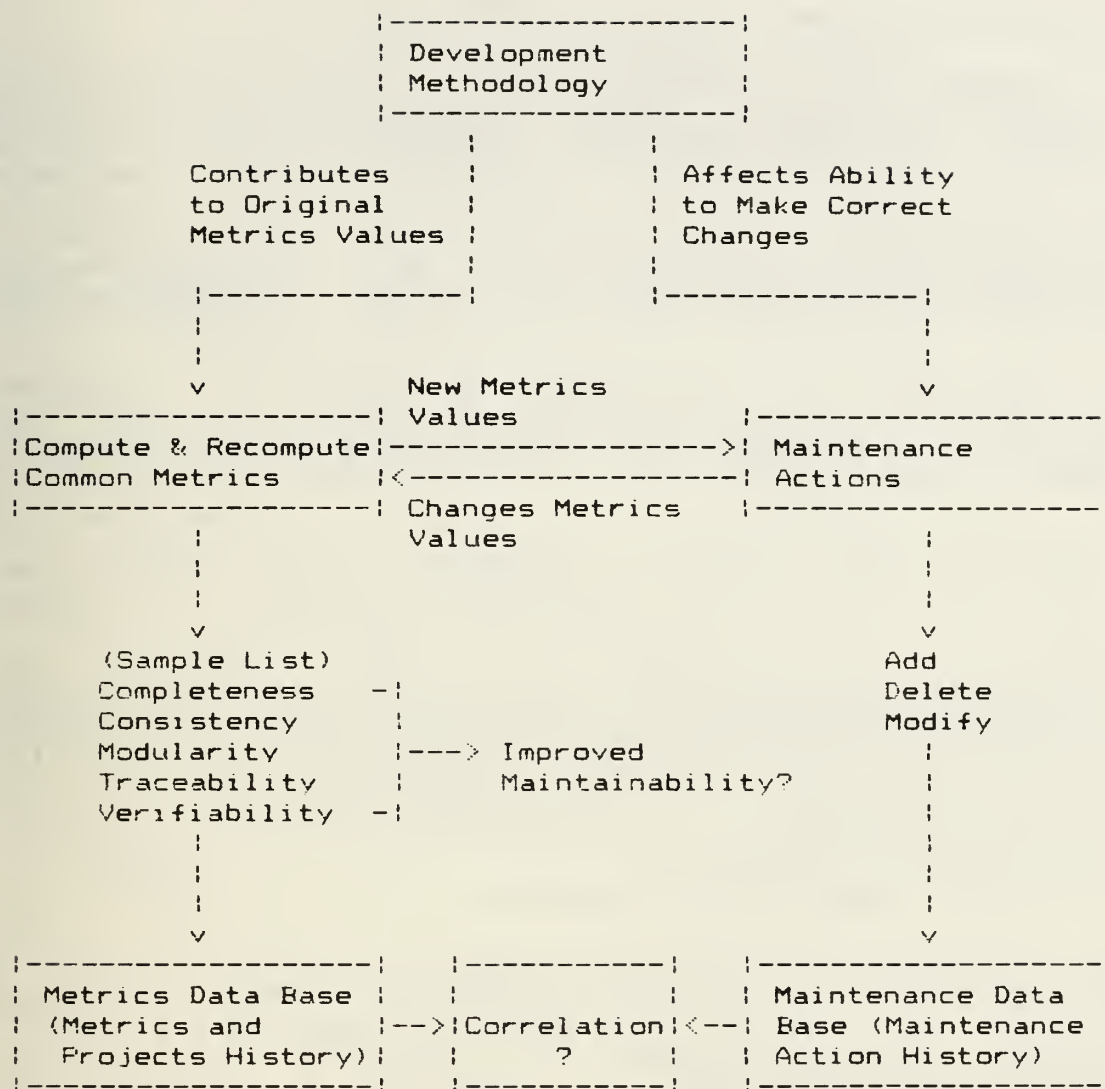 Development
Methodology
Contributes
to Original
Metrics Values
Affects Ability
to Make Correct
Changes
New Metrics
Values
Compute & Recompute
Common Metrics
Maintenance
Actions
Changes Metrics
Values
(Sample List)
Completeness
Consistency
Modularity
Traceability
Verifiability
Improved
Maintainability?
Add
Delete
Modify
Metrics Data Base
(Metrics and
Projects History)
Correlation
?
Maintenance Data
Base (Maintenance
Action History)